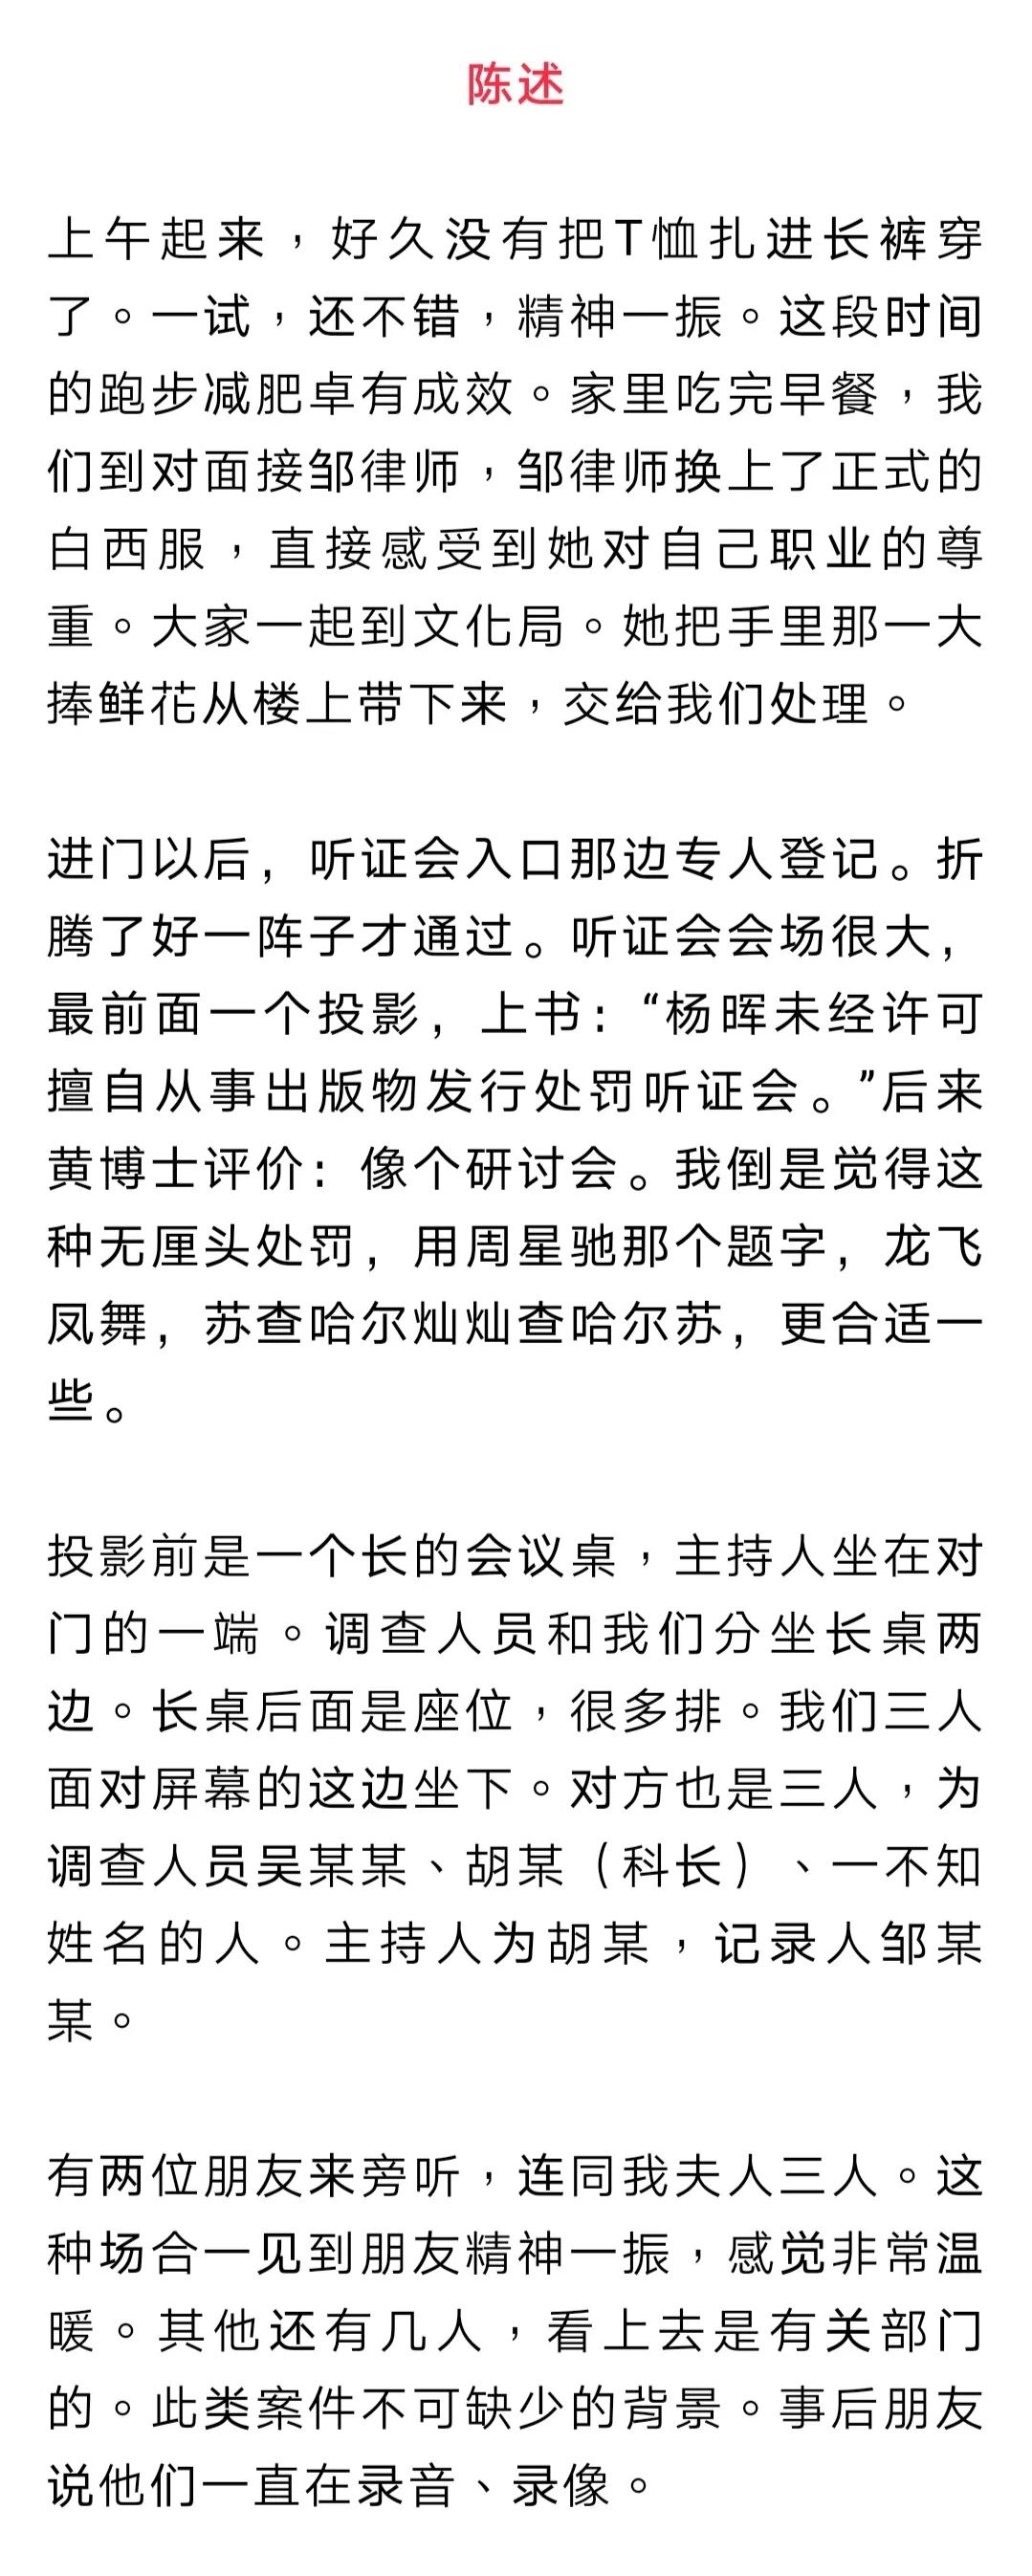 陈述
上午起来，好久没有把T恤扎进长裤穿
了。一试，还不错，精神一振。这段时间
的跑步减肥卓有成效。家里吃完早餐，我
们到对面接邹律师，邹律师换上了正式的
白西服，直接感受到她对自己职业的尊
重。大家一起到文化局。她把手里那一大
捧鲜花从楼上带下来，交给我们处理。
进门以后，听证会入口那边专人登记。折
腾了好一阵子才通过。听证会会场很大，
最前面一个投影，上书：“杨晖未经许可
擅自从事出版物发行处罚听证会。”后来
黄博士评价：像个研讨会。我倒是觉得这
种无厘头处罚，用周星驰那个题字，龙飞
凤舞，苏查哈尔灿灿查哈尔苏，更合适一
些。
投影前是一个长的会议桌，主持人坐在对
门的一端。调查人员和我们分坐长桌两
边。长桌后面是座位，很多排。我们三人
面对屏幕的这边坐下。对方也是三人，为
调查人员吴某某、胡某（科长）、一不知
姓名的人。主持人为胡某，记录人邹某
某。
有两位朋友来旁听，连同我夫人三人。这
种场合一见到朋友精神一振，感觉非常温
暖。其他还有几人，看上去是有关部门
的。此类案件不可缺少的背景。事后朋友
说他们一直在录音、录像。